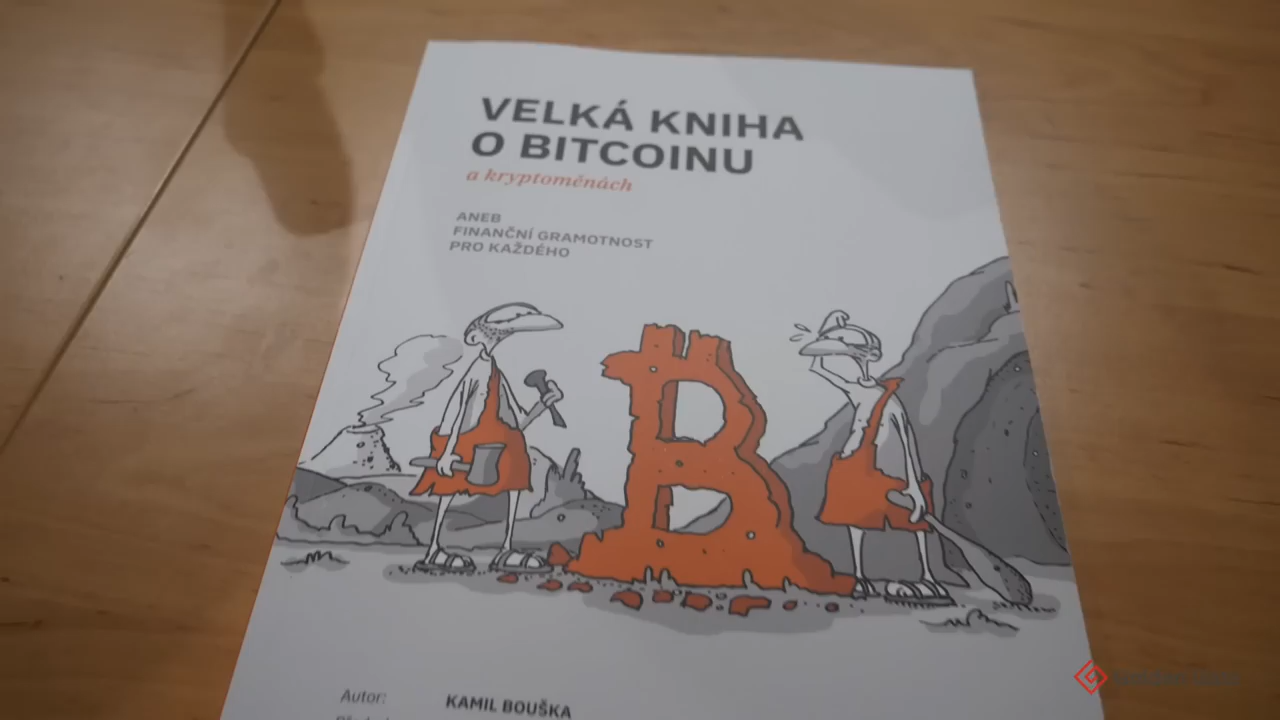 VELKÁ KNIHA
O BITCOINU
a kryptoměnách
ANEB
FINANČNÍ GRAMOTNOST
PRO KAŽDÉHO
Autor: KAMIL BOUŠKA